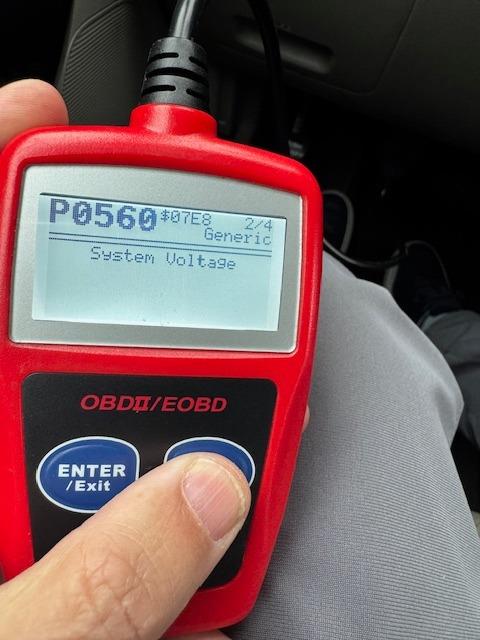 P0560 $07E8 2/4
Generic
System Voltage
OBDII/EOBD
ENTER
/Exit